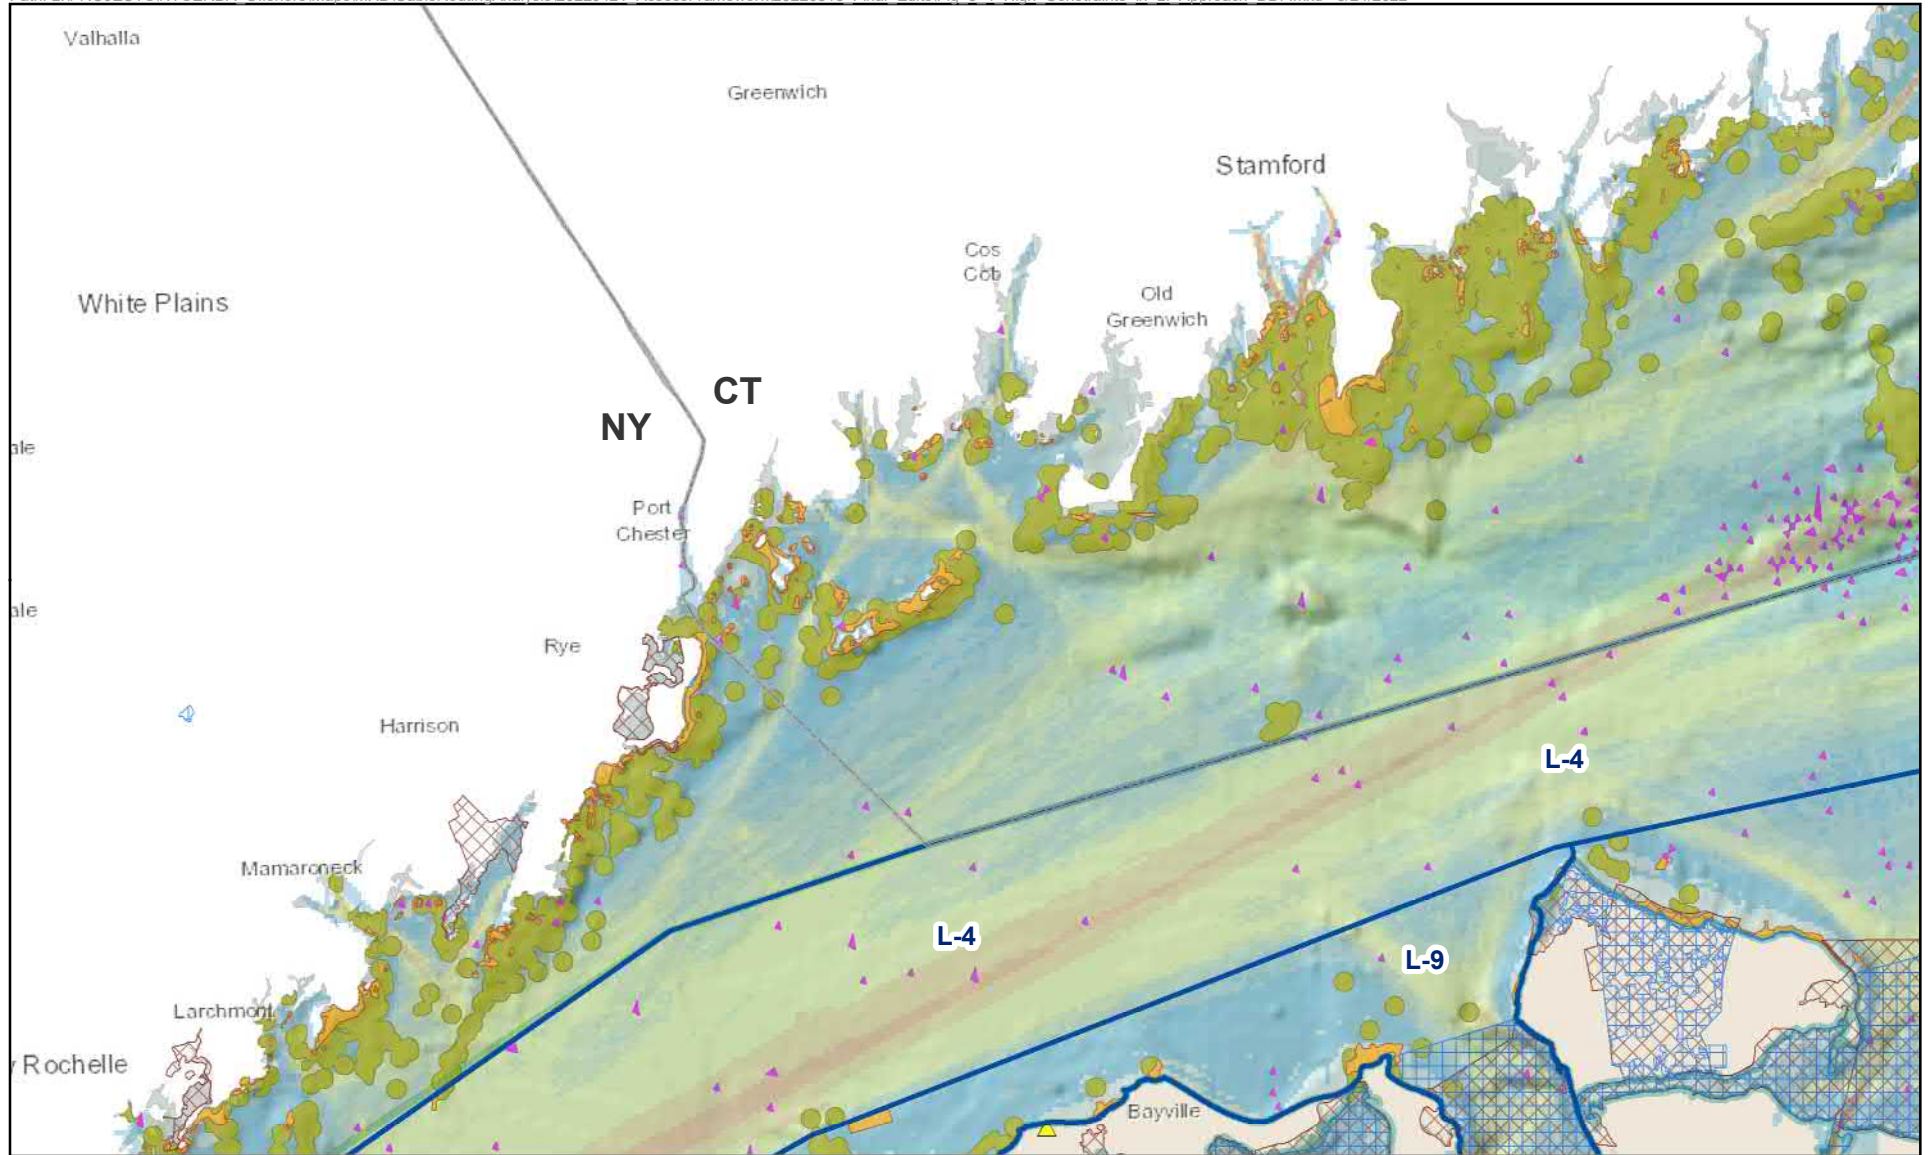 Valhalla
Greenwich
Stamford
Cos
Cob
Old
Greenwich
White Plains
CT
NY
Port
Chester
Rye
Harrison
L-4
Mamaroneck
L-4
L-9
Larchmont
Rochelle
Bayville